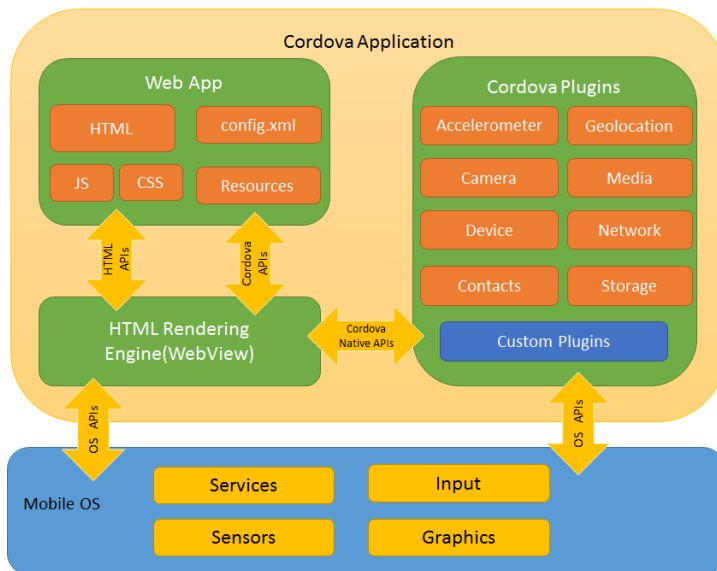 Cordova Application
Web App
HTML
config.xml
JS
CSS
Resources
HTML
APIs
Cordova
APIs
HTML Rendering
Engine(WebView)
Cordova
Native APIs
Cordova Plugins
Accelerometer
Geolocation
Camera
Media
Device
Network
Contacts
Storage
Custom Plugins
OS APIs
OS APIs
Mobile OS
Services
Input
Sensors
Graphics